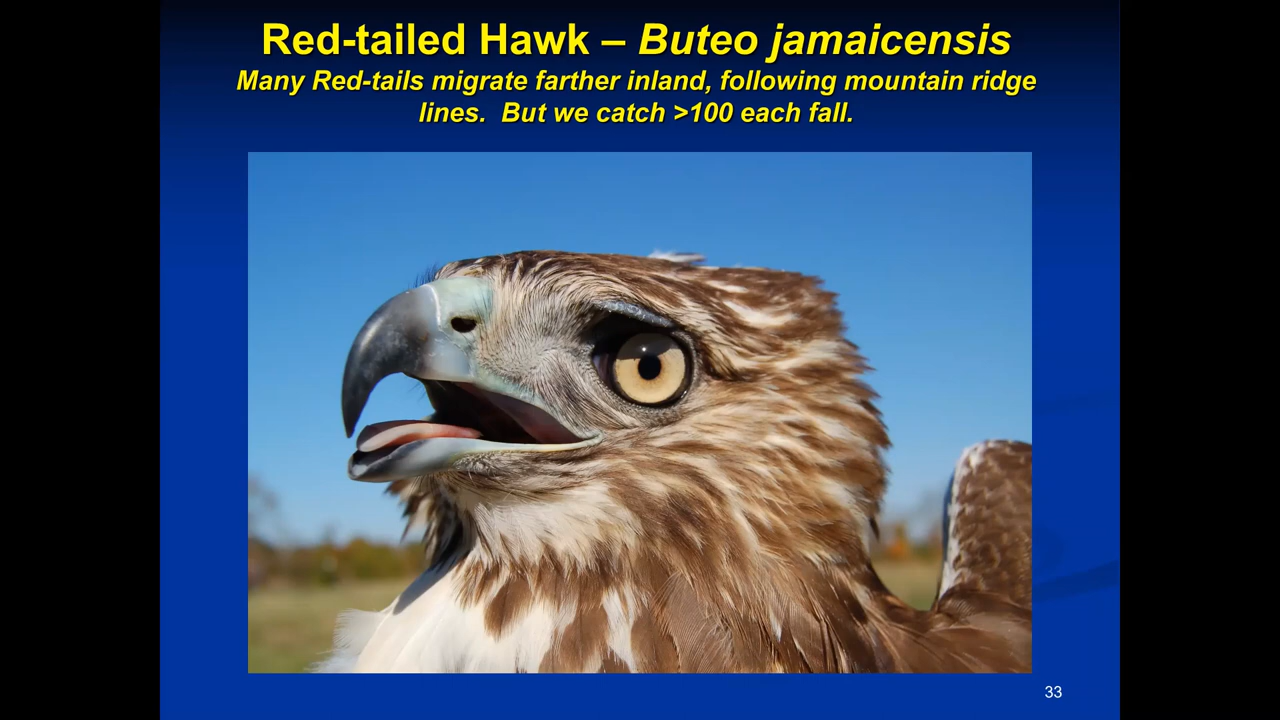 Red-tailed Hawk – Buteo jamaicensis
Many Red-tails migrate farther inland, following mountain ridge
lines.  But we catch >100 each fall.
33